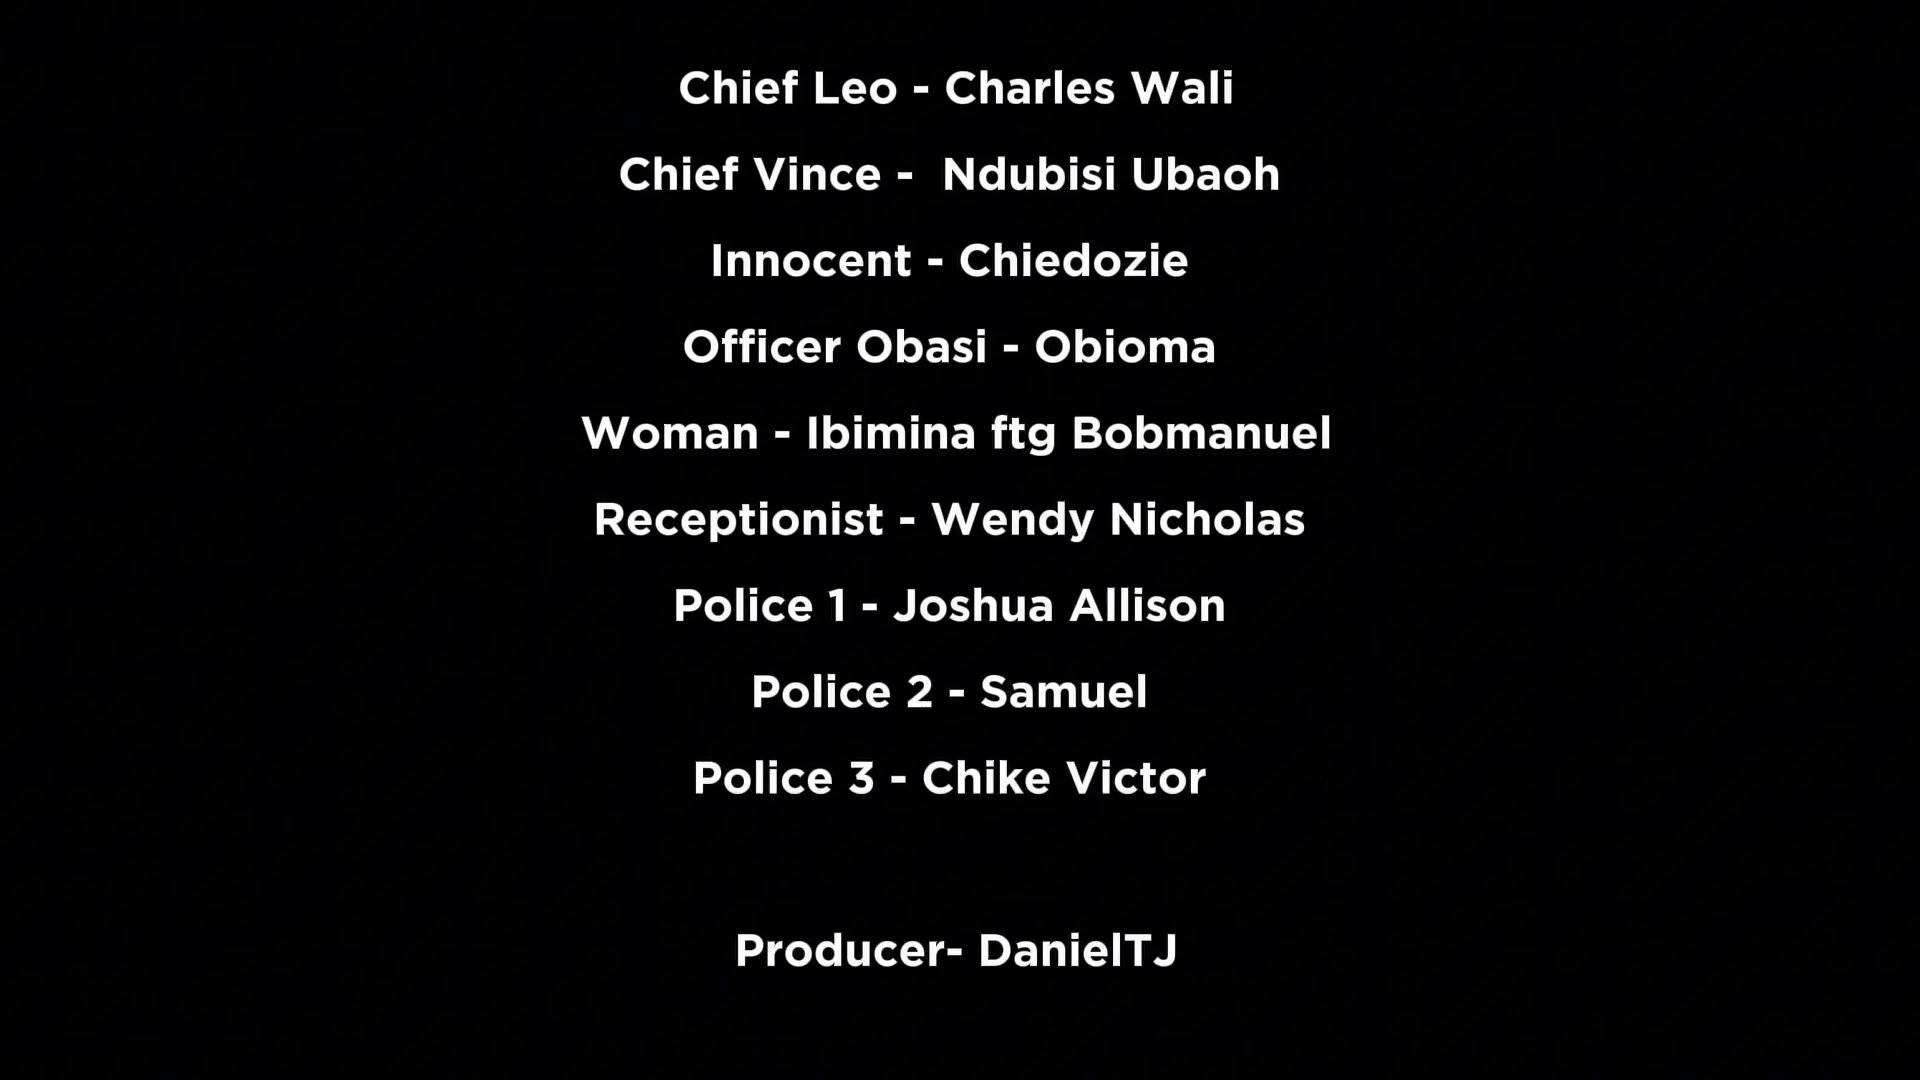 Chief Leo - Charles Wali
Chief Vince -  Ndubisi Ubaoh
Innocent - Chiedozie
Officer Obasi - Obioma
Woman - Ibimina ftg Bobmanuel
Receptionist - Wendy Nicholas
Police 1 - Joshua Allison
Police 2 - Samuel
Police 3 - Chike Victor
Producer- DanielTJ